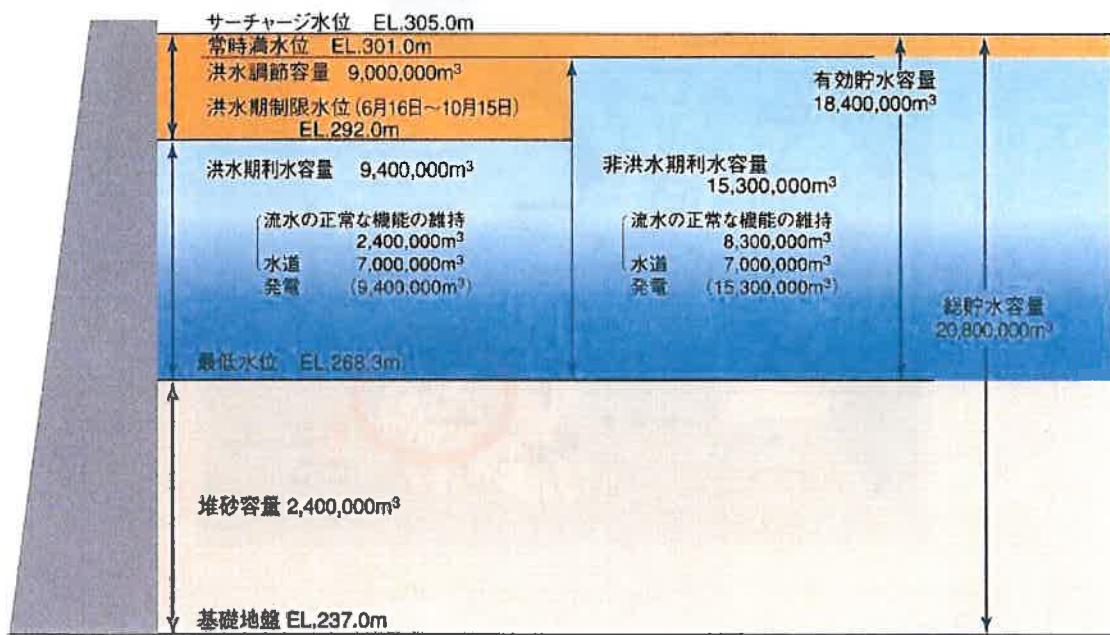 サーチャージ水位 EL.305.0m
常時満水位 EL.301.0m
洪水調節容量 9,000,000m³
洪水期制限水位(6月16日~10月15日)
EL.292.0m
洪水期利水容量 9,400,000m³
流水の正常な機能の維持
2,400,000m³
水道 7,000,000m³
発電 (9,400,000m³)
最低水位 EL.268.3m
非洪水期利水容量
15,300,000m³
流水の正常な機能の維持
8,300,000m³
水道 7,000,000m³
発電 (15,300,000m³)
有効貯水容量
18,400,000m³
総貯水容量
20,800,000m³
堆砂容量 2,400,000m³
基礎地盤 EL.237.0m